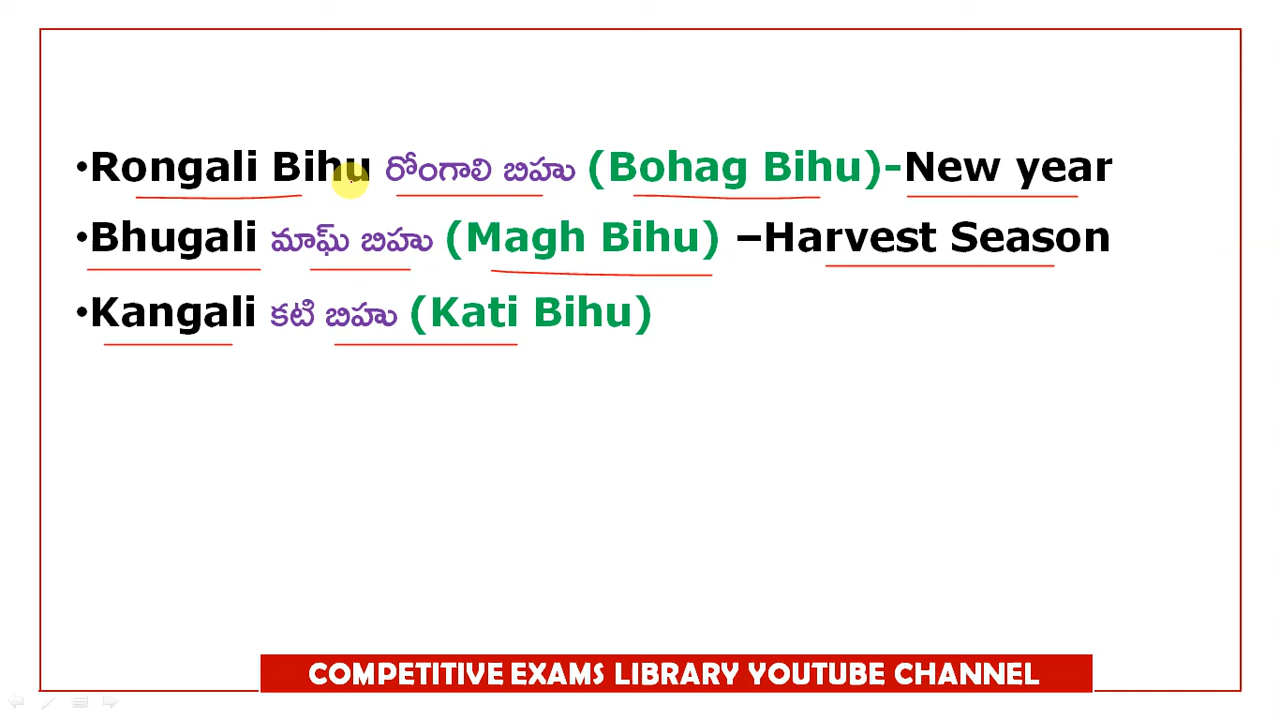 •Rongali Bihu రోంగాలి బిహు (Bohag Bihu)-New year
•Bhugali మాఘ్ బిహు (Magh Bihu) –Harvest Season
•Kangali కటి బిహు (Kati Bihu)
COMPETITIVE EXAMS LIBRARY YOUTUBE CHANNEL